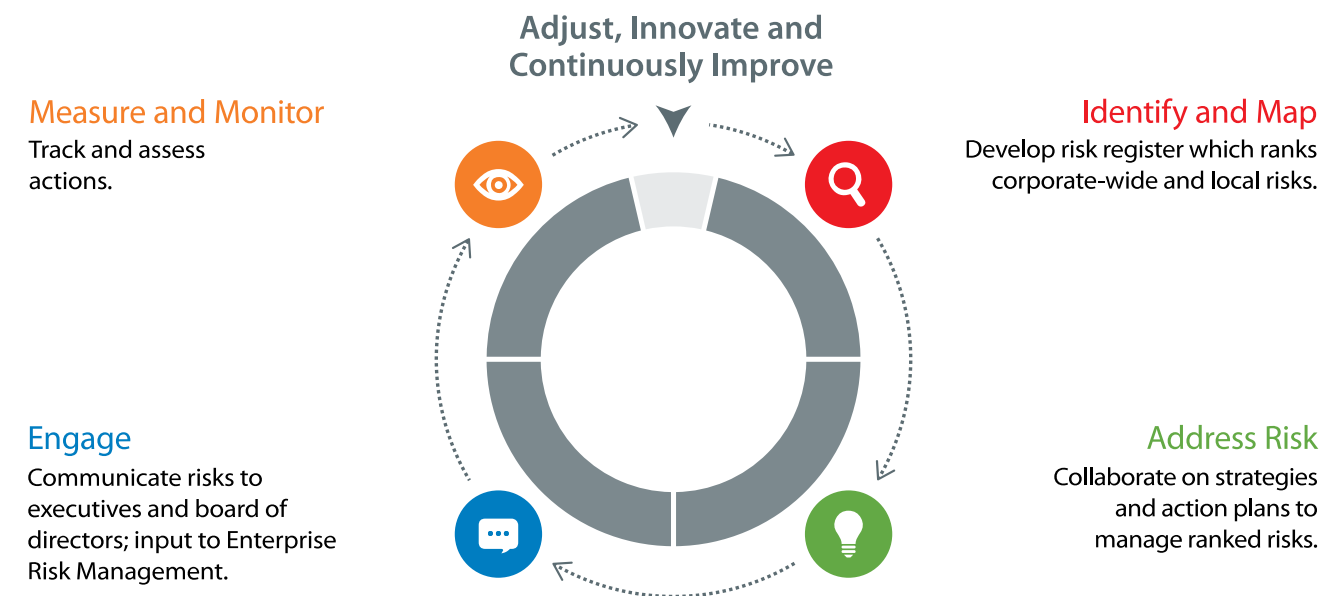 Adjust, Innovate and
Continuously Improve
Measure and Monitor
Track and assess
actions.
Identify and Map
Develop risk register which ranks
corporate-wide and local risks.
Engage
Communicate risks to
executives and board of
directors; input to Enterprise
Risk Management.
Address Risk
Collaborate on strategies
and action plans to
manage ranked risks.